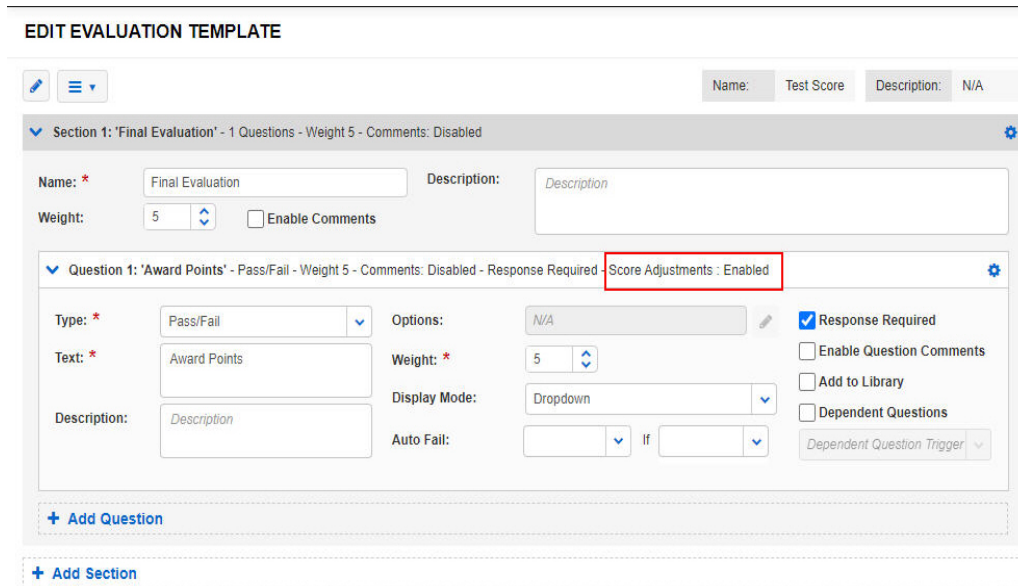 EDIT EVALUATION TEMPLATE
Name: Test Score Description: N/A
Section 1: 'Final Evaluation' - 1 Questions - Weight 5 - Comments: Disabled
Name: * Final Evaluation Description: Description
Weight: 5 Enable Comments
Question 1: 'Award Points' - Pass/Fail - Weight 5 - Comments: Disabled - Response Required - Score Adjustments : Enabled
Type: * Pass/Fail Options: N/A Response Required
Text: * Award Points Weight: * 5 Enable Question Comments
Add to Library
Display Mode: Dropdown
Description: Description Dependent Questions
Auto Fail: If Dependent Question Trigger
+ Add Question
+ Add Section